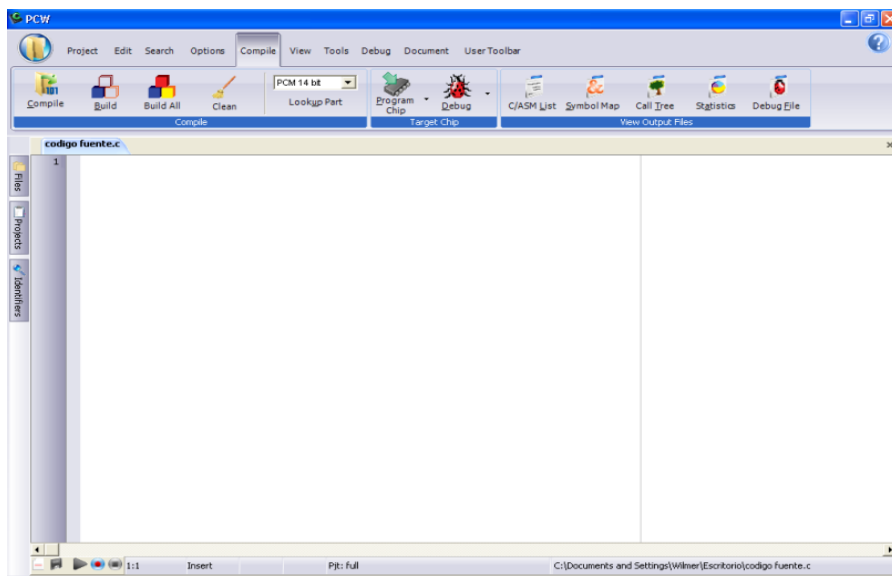 PCW
Project Edit Search Options Compile View Tools Debug Document User Toolbar
101
PCM 14 bit
Compile Build Build All Clean Lookup Part Program Chip Debug C/ASM List Symbol Map Call Tree Statistics Debug File
Compile Target Chip View Output Files
codigo fuente.c
1
Files
Projects
Identifiers
1:1 Insert Pjt: full C:\Documents and Settings\Wilmer\Escritorio\codigo fuente.c